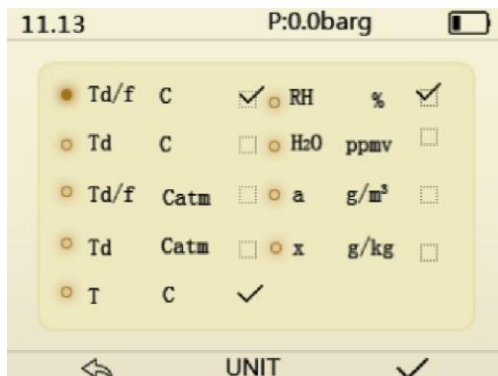 11.13 P:0.0barg
Td/f C RH %
Td C H2O ppmv
Td/f Catm a g/m³
Td Catm x g/kg
T C
UNIT